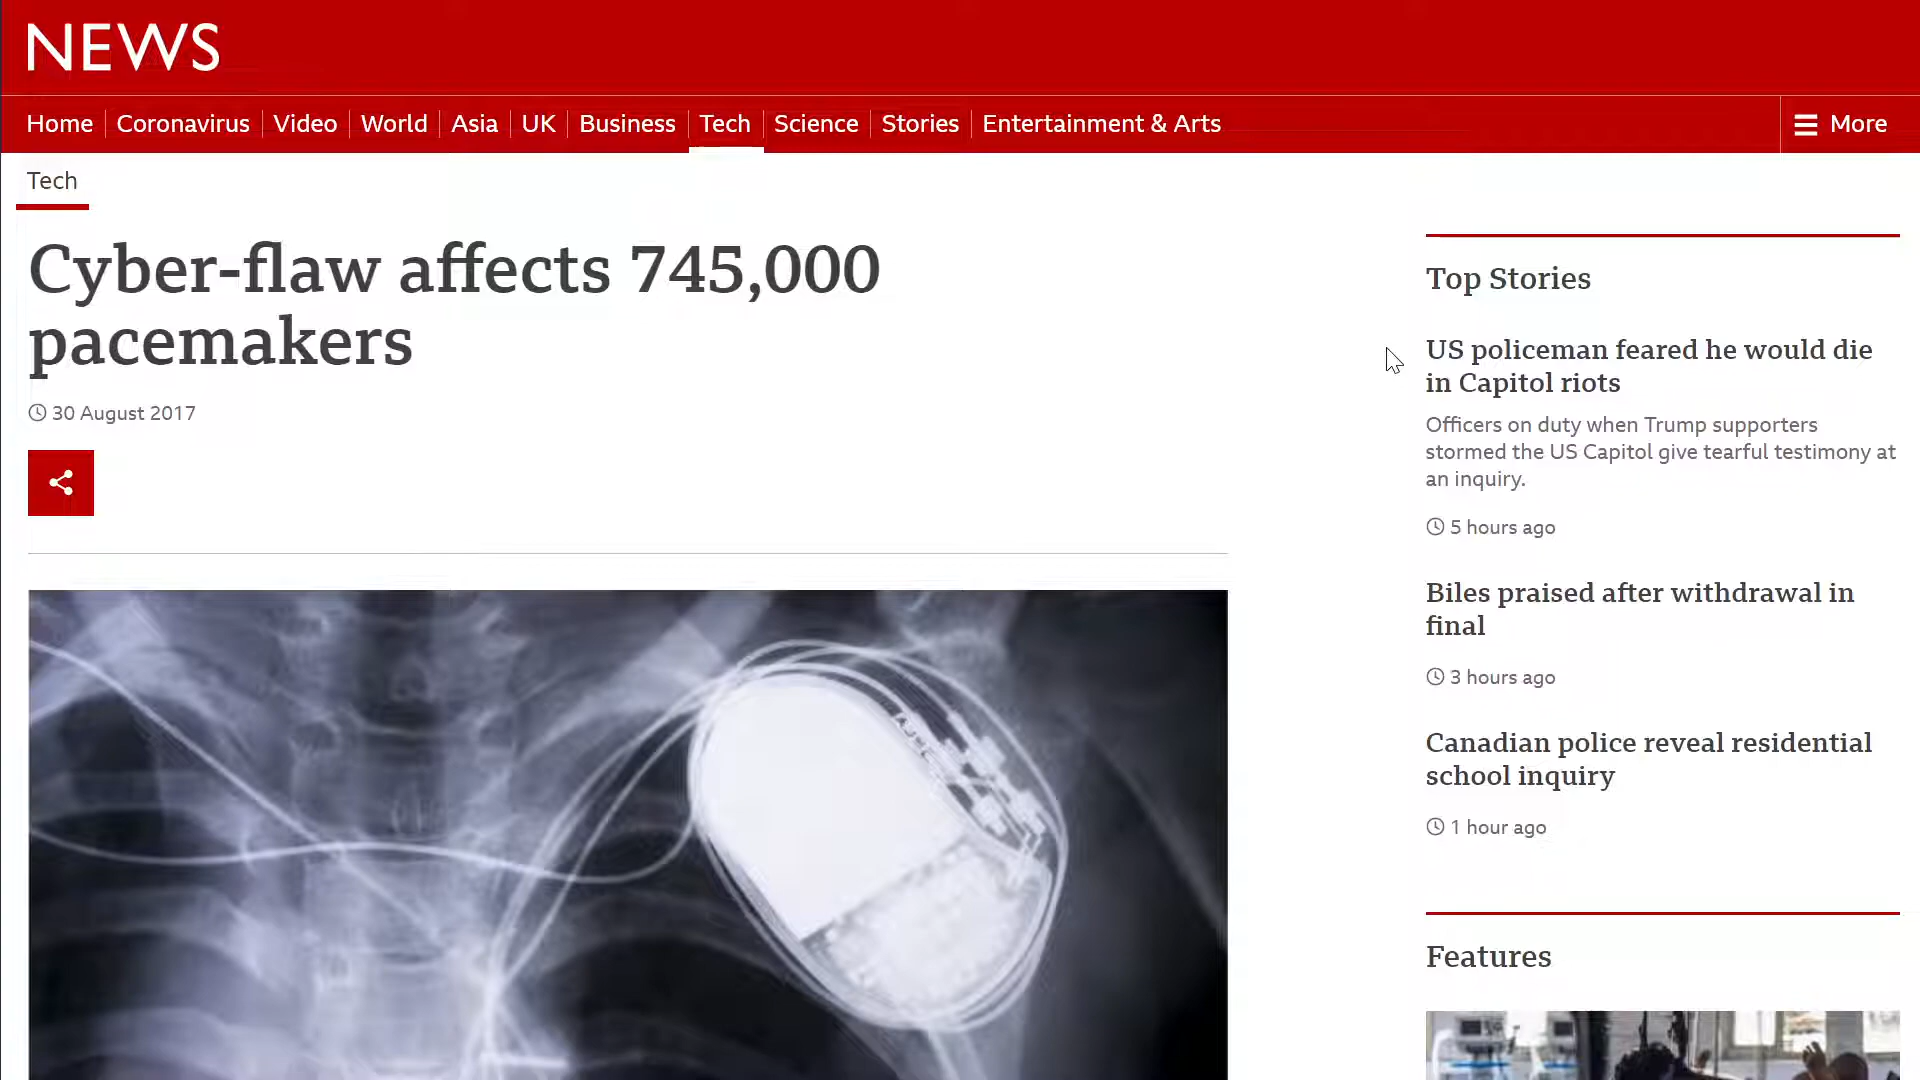 NEWS
Home Coronavirus Video World Asia UK Business Tech Science Stories Entertainment & Arts More
Tech
Cyber-flaw affects 745,000
pacemakers
30 August 2017
Top Stories
US policeman feared he would die
in Capitol riots
Officers on duty when Trump supporters
stormed the US Capitol give tearful testimony at
an inquiry.
5 hours ago
Biles praised after withdrawal in
final
3 hours ago
Canadian police reveal residential
school inquiry
1 hour ago
Features